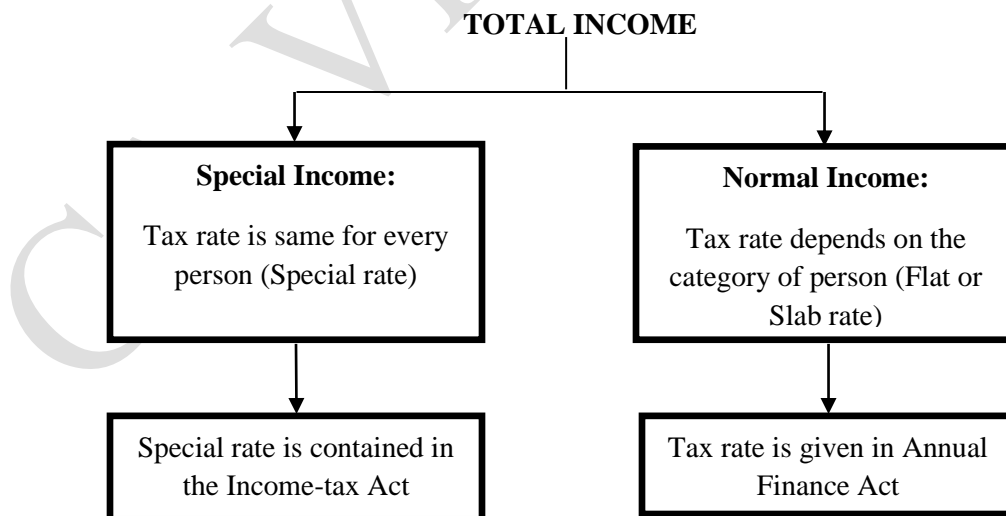 TOTAL INCOME
Special Income:
Tax rate is same for every
person (Special rate)
Normal Income:
Tax rate depends on the
category of person (Flat or
Slab rate)
Special rate is contained in
the Income-tax Act
Tax rate is given in Annual
Finance Act